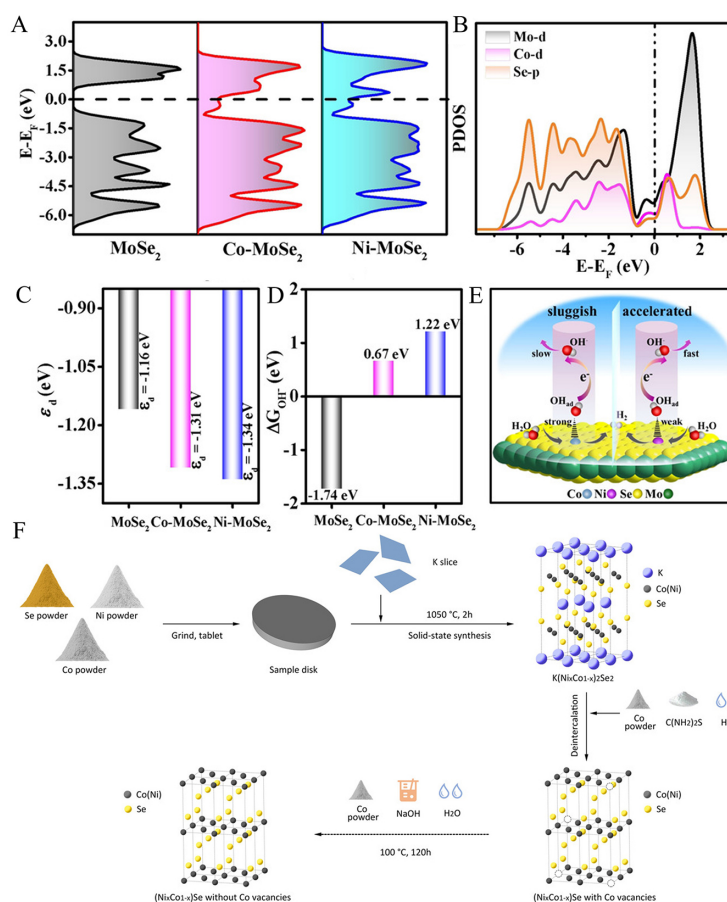 A
3.0
1.5
0.0
-1.5
-3.0
-4.5
-6.0
E-E_F (eV)
MoSe₂
Co-MoSe₂
Ni-MoSe₂
B
Mo-d
Co-d
Se-p
PDOS
-6
-4
-2
0
2
E-E_F (eV)
C
-0.90
-1.05
-1.20
-1.35
ε_d (eV)
ε_d = -1.16 eV
ε_d = -1.31 eV
ε_d = -1.34 eV
MoSe₂ Co-MoSe₂ Ni-MoSe₂
D
2
1
0
-1
-2
ΔG_OH⁻ (eV)
-1.74 eV
0.67 eV
1.22 eV
MoSe₂
Co-MoSe₂
Ni-MoSe₂
E
sluggish
accelerated
OH⁻
OH⁻
slow
fast
e⁻
e⁻
OH_ad
OH_ad
H₂O
strong
H₂
weak
H₂O
Co Ni Se Mo
F
K slice
Se powder
Ni powder
Co powder
Grind, tablet
Sample disk
1050 °C, 2h
Solid-state synthesis
K
Co(Ni)
Se
K(NixCo1-x)2Se2
Deintercalation
Co
powder
C(NH2)2S
H
Co(Ni)
Se
Co
powder
NaOH
H2O
100 °C, 120h
Co(Ni)
Se
(NixCo1-x)Se without Co vacancies
(NixCo1-x)Se with Co vacancies